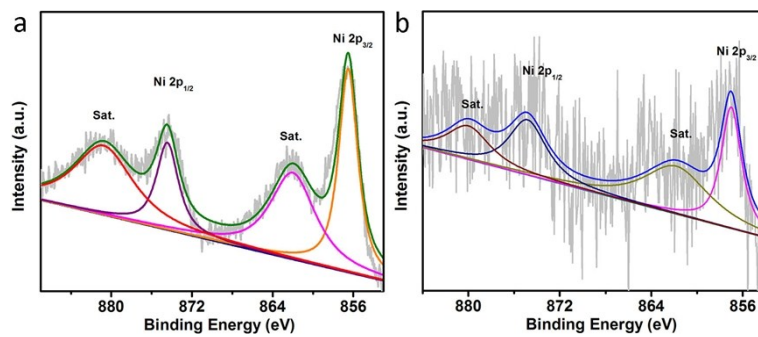 a
Ni 2p3/2
Ni 2p1/2
Sat.
Sat.
Intensity (a.u.)
880 872 864 856
Binding Energy (eV)
b
Ni 2p3/2
Ni 2p1/2
Sat.
Sat.
Intensity (a.u.)
880 872 864 856
Binding Energy (eV)